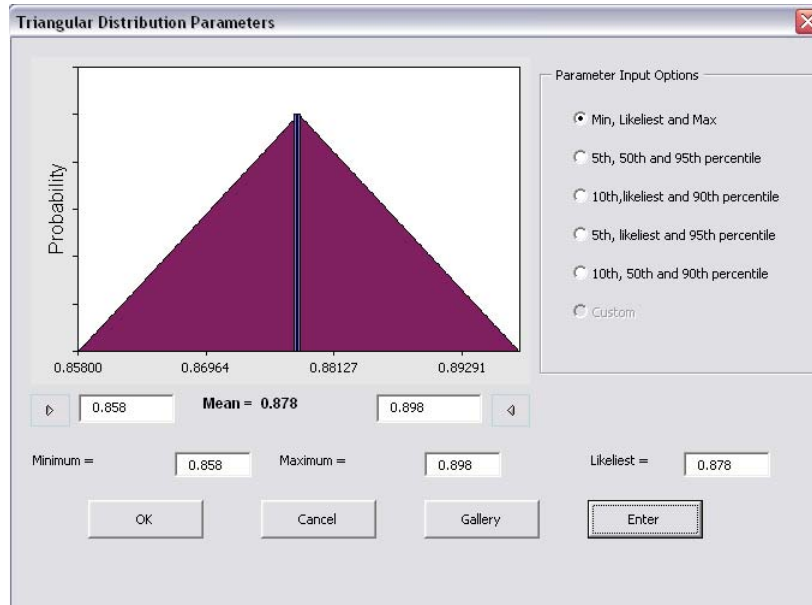 Triangular Distribution Parameters
Probability
0.85800 0.86964 0.88127 0.89291
0.858 Mean = 0.878 0.898
Parameter Input Options
Min, Likeliest and Max
5th, 50th and 95th percentile
10th,likeliest and 90th percentile
5th, likeliest and 95th percentile
10th, 50th and 90th percentile
Custom
Minimum = 0.858 Maximum = 0.898 Likeliest = 0.878
OK Cancel Gallery Enter